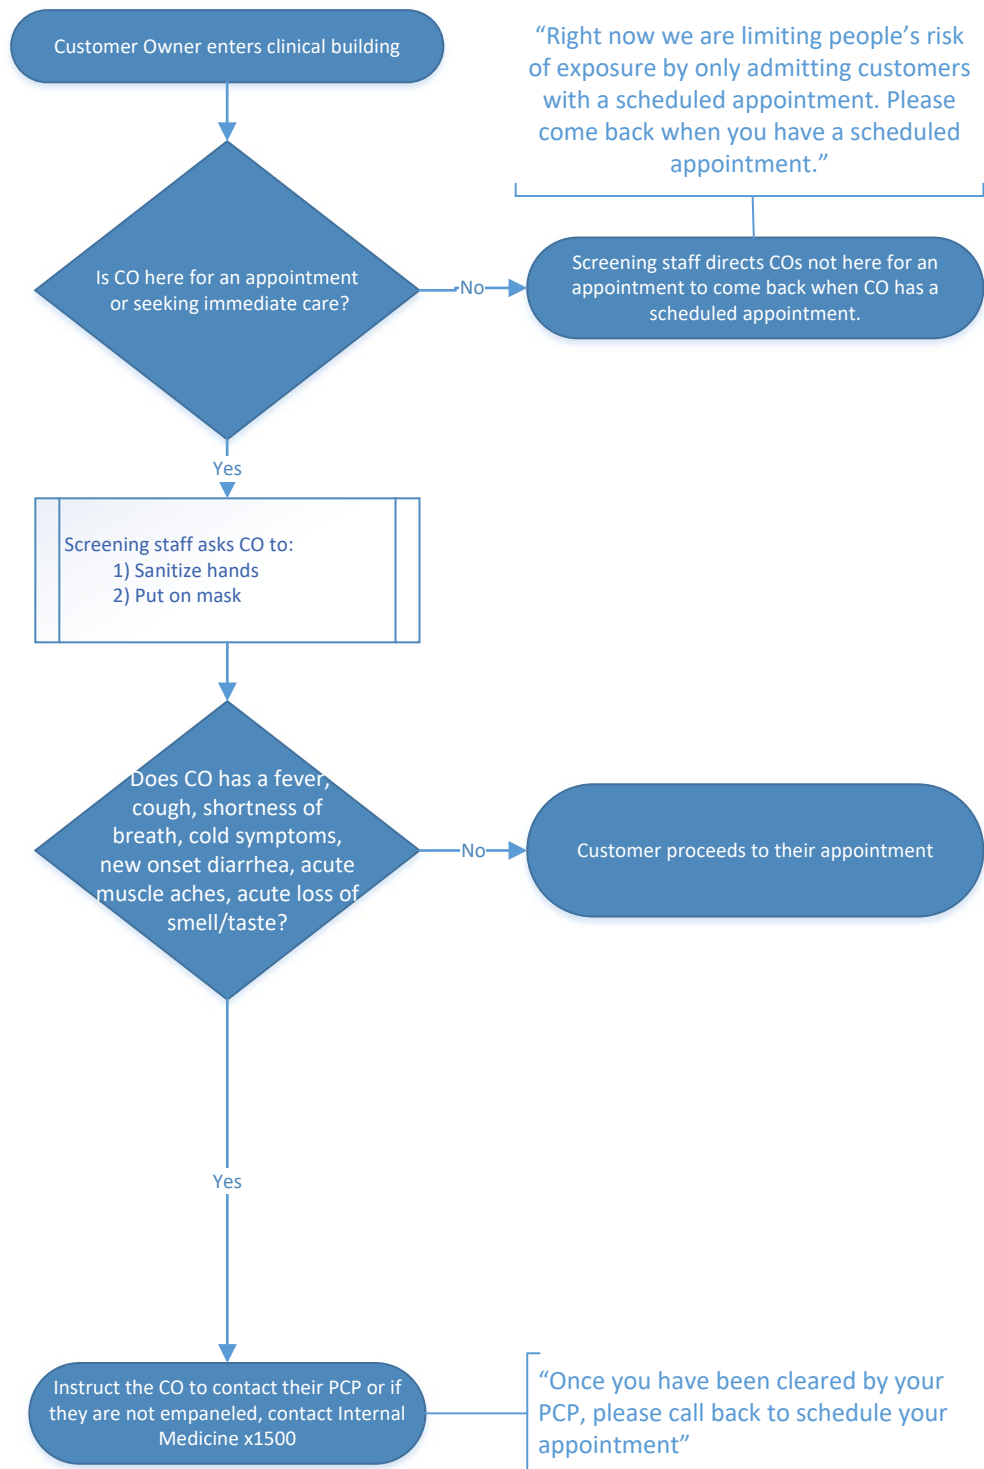 Customer Owner enters clinical building
“Right now we are limiting people’s risk
of exposure by only admitting customers
with a scheduled appointment. Please
come back when you have a scheduled
appointment.”
Is CO here for an appointment
or seeking immediate care?
No
Screening staff directs COs not here for an
appointment to come back when CO has a
scheduled appointment.
Yes
Screening staff asks CO to:
1) Sanitize hands
2) Put on mask
Does CO has a fever,
cough, shortness of
breath, cold symptoms,
new onset diarrhea, acute
muscle aches, acute loss of
smell/taste?
No
Customer proceeds to their appointment
Yes
Instruct the CO to contact their PCP or if
they are not empaneled, contact Internal
Medicine x1500
“Once you have been cleared by your
PCP, please call back to schedule your
appointment”